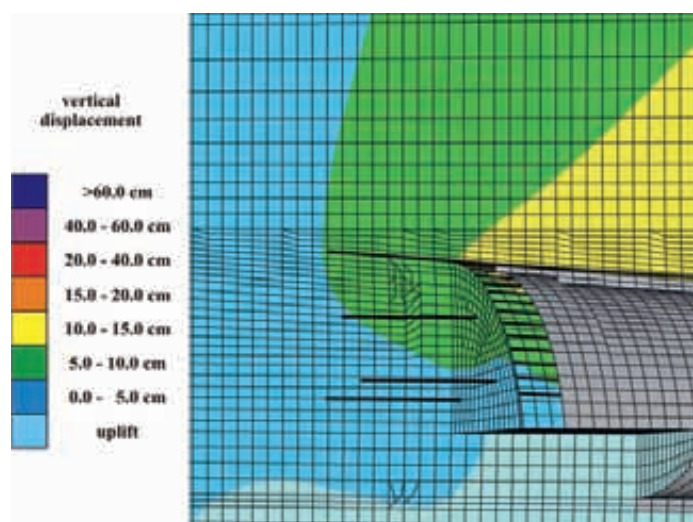 vertical
displacement
>60.0 cm
40.0 - 60.0 cm
20.0 - 40.0 cm
15.0 - 20.0 cm
10.0 - 15.0 cm
5.0 - 10.0 cm
0.0 - 5.0 cm
uplift